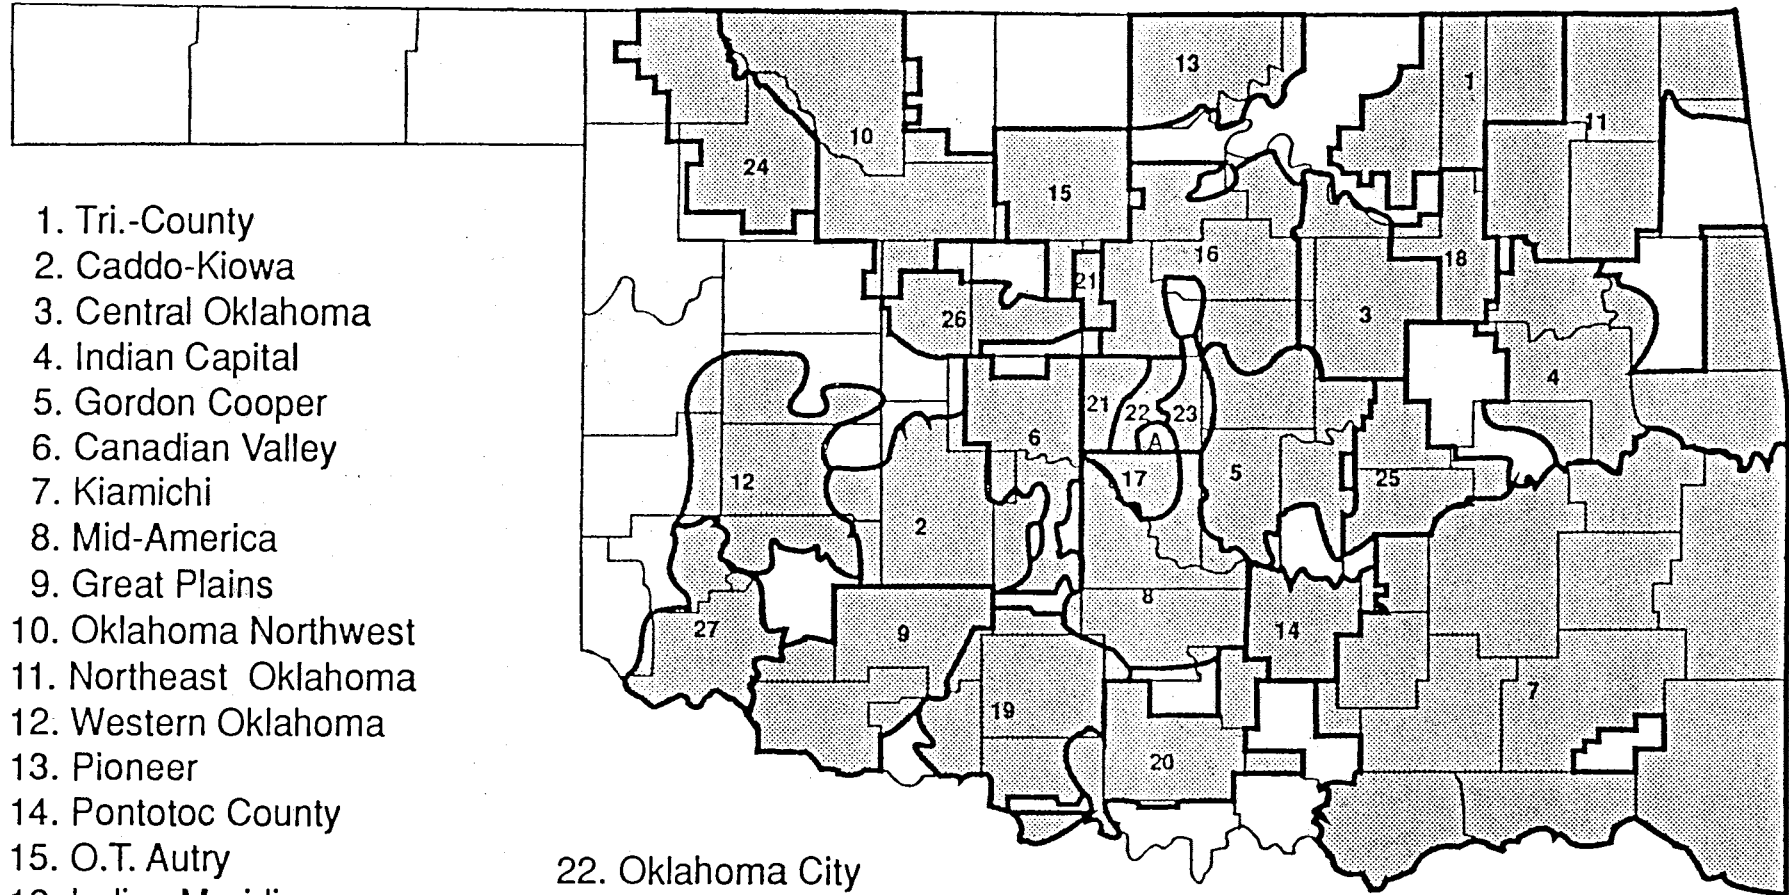 1. Tri.-County
2. Caddo-Kiowa
3. Central Oklahoma
4. Indian Capital
5. Gordon Cooper
6. Canadian Valley
7. Kiamichi
8. Mid-America
9. Great Plains
10. Oklahoma Northwest
11. Northeast Oklahoma
12. Western Oklahoma
13. Pioneer
14. Pontotoc County
15. O.T. Autry
22. Oklahoma City
13
1
10
11
24
15
16
18
21
26
3
4
21
22
23
A
6
12
17
5
25
2
8
27
9
14
7
19
20